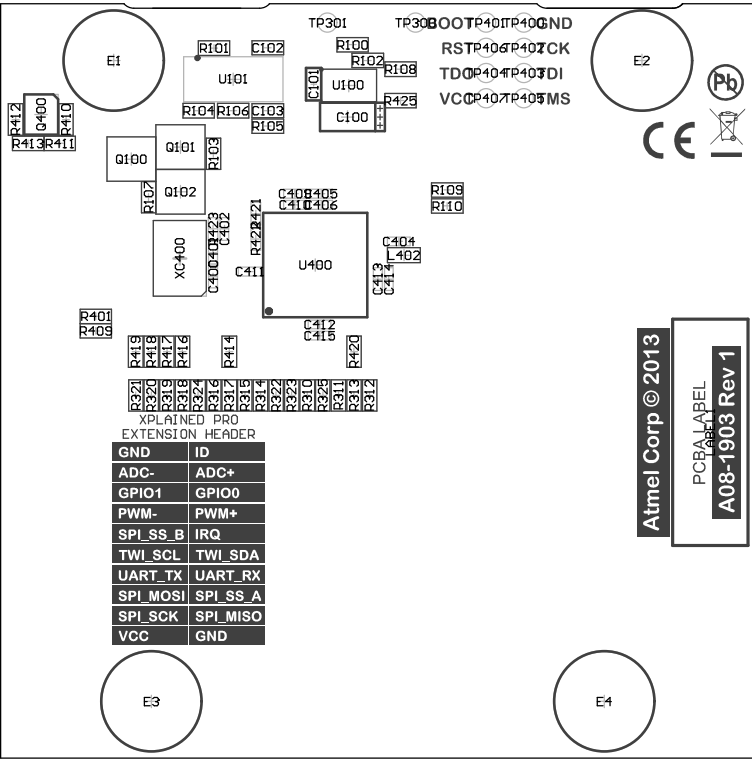 TP301
TP300
BOOT TP401 TP400 GND
RST TP406 TP402 TCK
TDO TP404 TP403 TDI
VCC TP407 TP405 TMS
E1
E2
R101 C102
U101
R104 R106 C103
R105
R100
R102
R108
C101
U100
R425
C100
Pb
CE
R412
Q400
R410
R413 R411
Q100
Q101
R103
Q102
R107
R109
R110
C405
C410 C406
R421
R422
R423
C402
XC400
C400
C411
U400
C404
L402
C413
C414
C412
C415
R401
R409
R419
R418
R417
R416
R414
R420
R321
R320
R319
R318
R324
R316
R317
R315
R314
R322
R323
R310
R325
R311
R313
R312
XPLAINED PRO
EXTENSION HEADER
GND ID
ADC- ADC+
GPIO1 GPIO0
PWM- PWM+
SPI_SS_B IRQ
TWI_SCL TWI_SDA
UART_TX UART_RX
SPI_MOSI SPI_SS_A
SPI_SCK SPI_MISO
VCC GND
Atmel Corp © 2013
PCBA LABEL
LABEL1
A08-1903 Rev 1
E3
E4